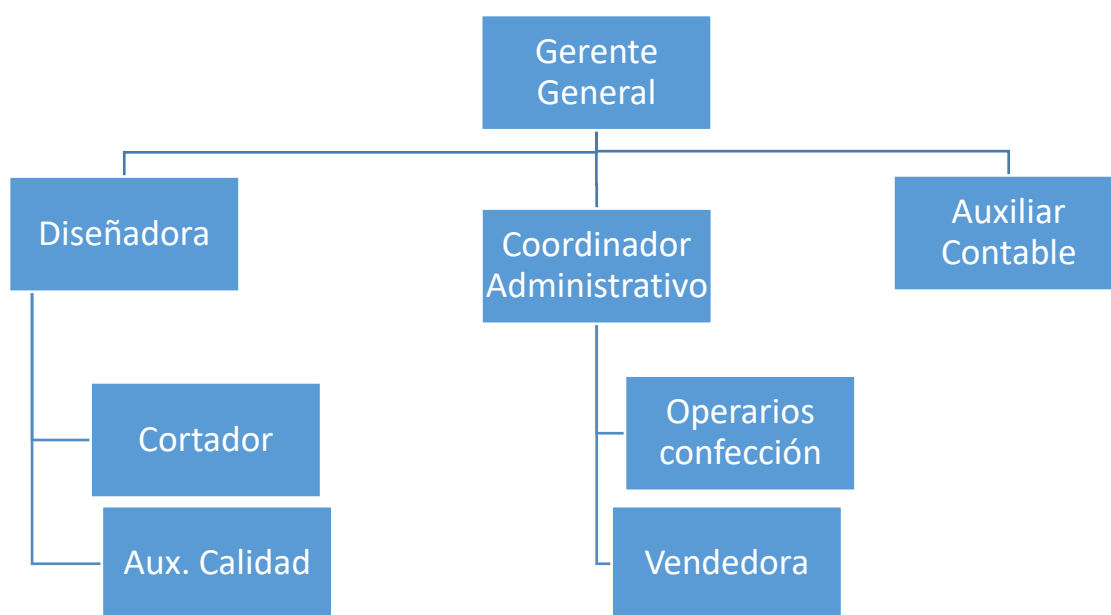 Gerente
General
Diseñadora
Coordinador
Administrativo
Auxiliar
Contable
Cortador
Operarios
confección
Aux. Calidad
Vendedora